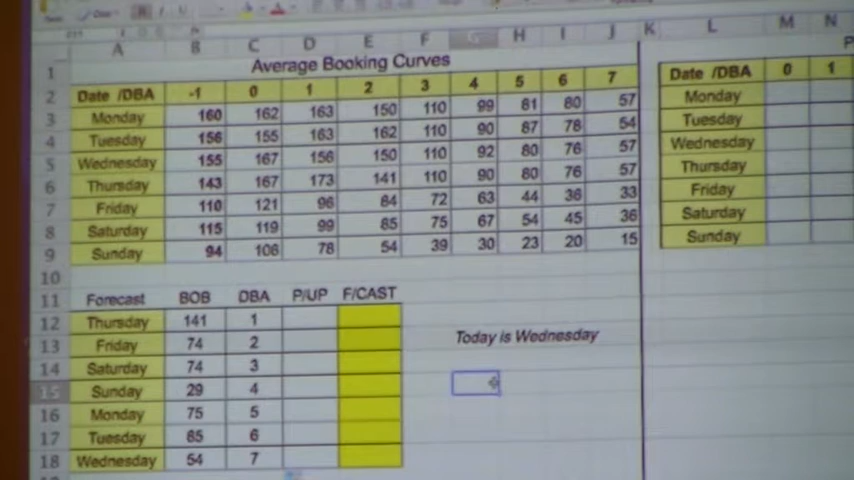 A B C D E F G H I J K L M N
1 Average Booking Curves P
2 Date /DBA -1 0 1 2 3 4 5 6 7 Date /DBA 0 1
3 Monday 160 162 163 150 110 99 81 80 57 Monday
4 Tuesday 156 155 163 162 110 90 87 78 54 Tuesday
5 Wednesday 155 167 156 150 110 92 80 76 57 Wednesday
6 Thursday 143 167 173 141 110 90 80 76 57 Thursday
7 Friday 110 121 96 84 72 63 44 36 33 Friday
8 Saturday 115 119 99 85 75 67 54 45 36 Saturday
9 Sunday 94 106 78 54 39 30 23 20 15 Sunday
10
11 Forecast BOB DBA P/UP F/CAST
12 Thursday 141 1
13 Friday 74 2 Today is Wednesday
14 Saturday 74 3
15 Sunday 29 4
16 Monday 75 5
17 Tuesday 85 6
18 Wednesday 54 7